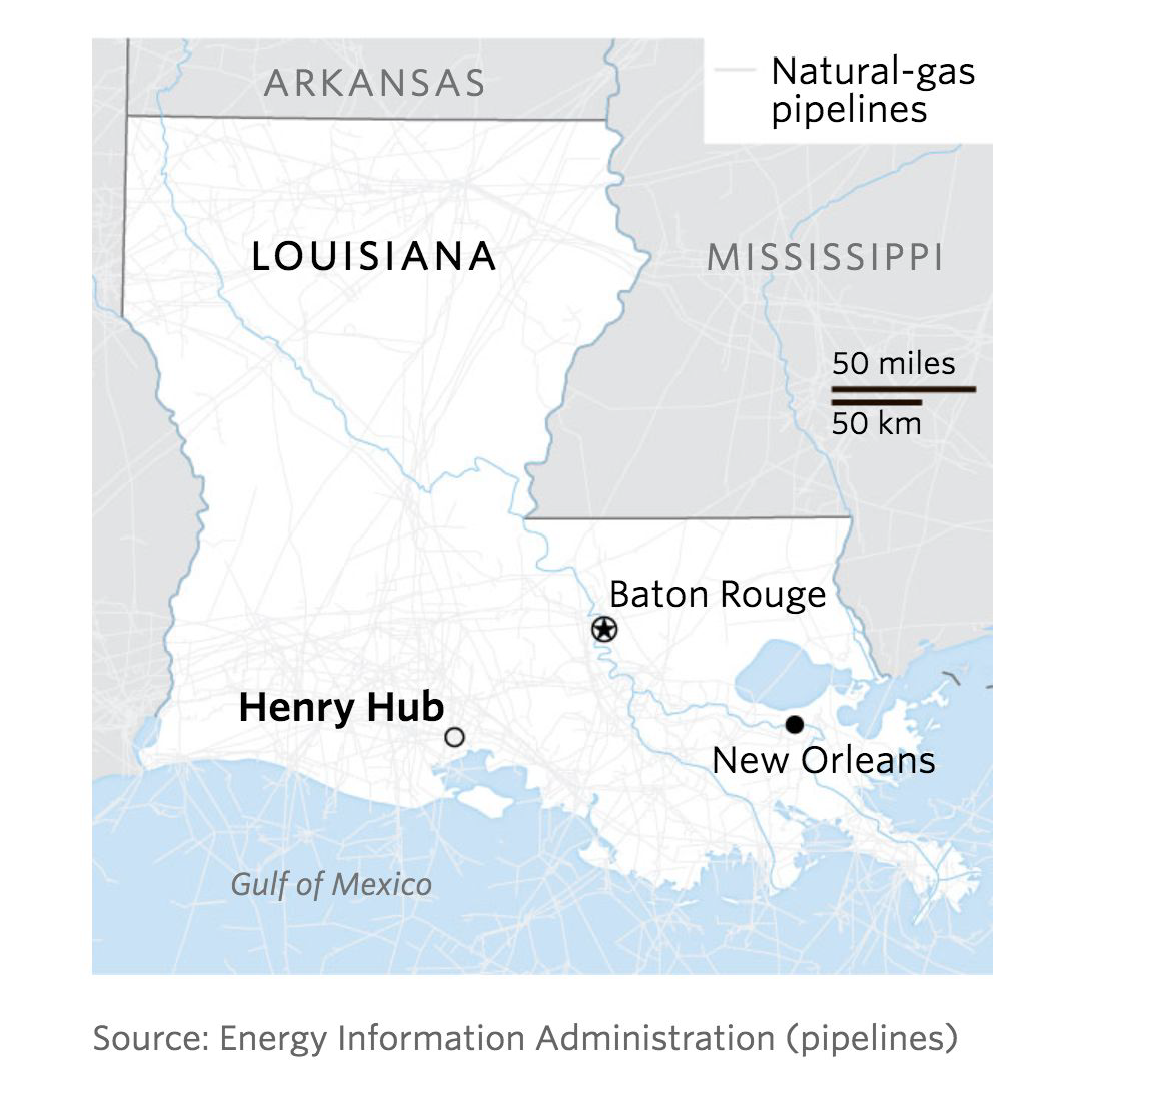 ARKANSAS
Natural-gas
pipelines
LOUISIANA
MISSISSIPPI
50 miles
50 km
Baton Rouge
Henry Hub
New Orleans
Gulf of Mexico
Source: Energy Information Administration (pipelines)